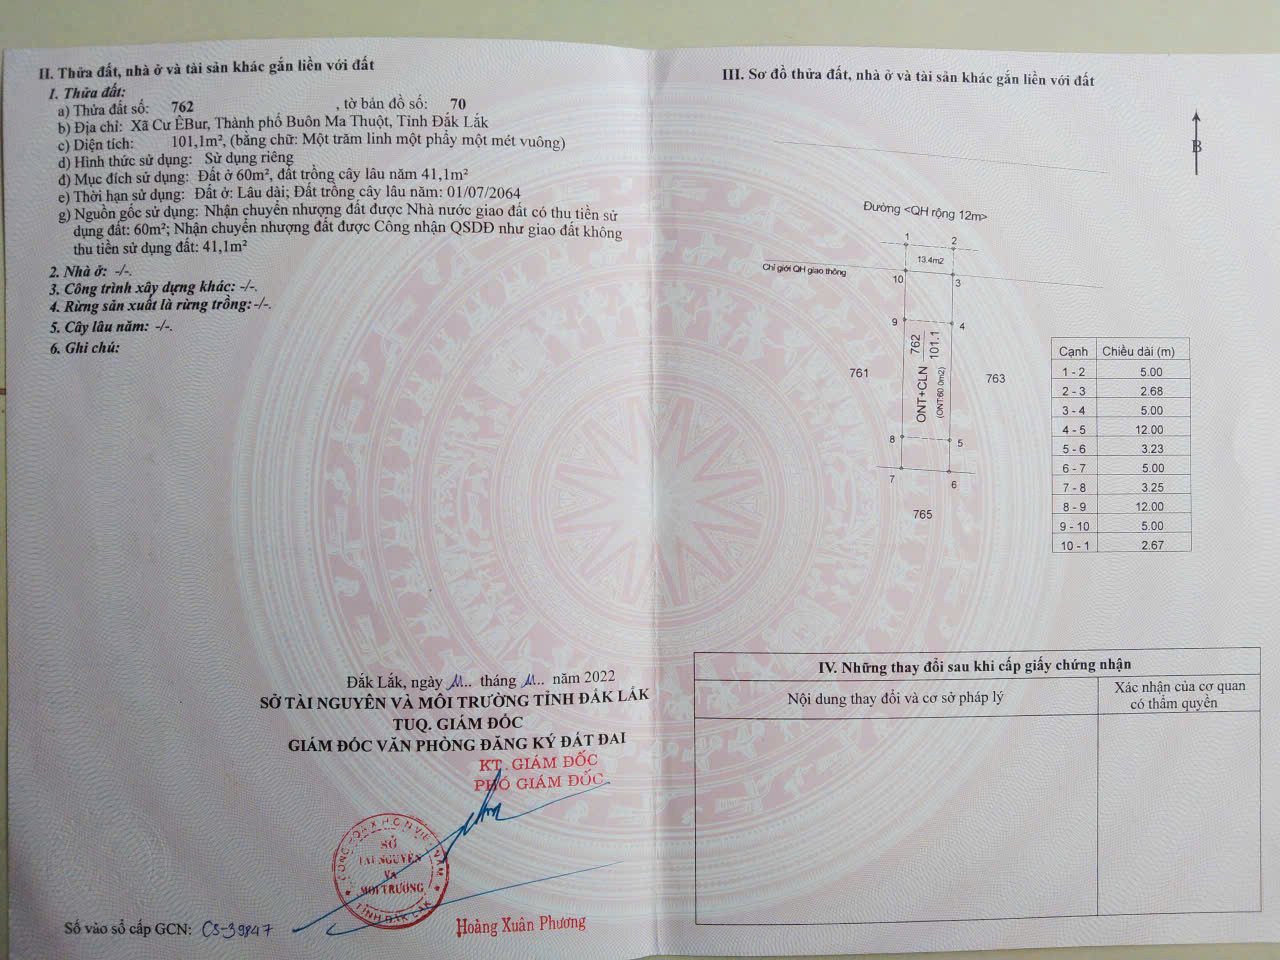 II. Thửa đất, nhà ở và tài sản khác gắn liền với đất
1. Thửa đất:
a) Thửa đất số: 762 , tờ bản đồ số: 70
b) Địa chỉ: Xã Cư ÊBur, Thành phố Buôn Ma Thuột, Tỉnh Đắk Lắk
c) Diện tích: 101,1m², (bằng chữ: Một trăm linh một phẩy một mét vuông)
d) Hình thức sử dụng: Sử dụng riêng
đ) Mục đích sử dụng: Đất ở 60m², đất trồng cây lâu năm 41,1m²
e) Thời hạn sử dụng: Đất ở: Lâu dài; Đất trồng cây lâu năm: 01/07/2064
g) Nguồn gốc sử dụng: Nhận chuyển nhượng đất được Nhà nước giao đất có thu tiền sử
dụng đất: 60m²; Nhận chuyển nhượng đất được Công nhận QSDĐ như giao đất không
thu tiền sử dụng đất: 41,1m²
2. Nhà ở: -/-.
3. Công trình xây dựng khác: -/-.
4. Rừng sản xuất là rừng trồng: -/-.
5. Cây lâu năm: -/-.
6. Ghi chú:
Đắk Lắk, ngày 11.. tháng 11.. năm 2022
SỞ TÀI NGUYÊN VÀ MÔI TRƯỜNG TỈNH ĐẮK LẮK
TUQ. GIÁM ĐỐC
GIÁM ĐỐC VĂN PHÒNG ĐĂNG KÝ ĐẤT ĐAI
KT. GIÁM ĐỐC
PHÓ GIÁM ĐỐC
CỘNG HÒA X.H.C.N VIỆT NAM
SỞ
TÀI NGUYÊN
VÀ
MÔI TRƯỜNG
TỈNH ĐẮK LẮK
Hoàng Xuân Phương
Số vào sổ cấp GCN: CS-39847
III. Sơ đồ thửa đất, nhà ở và tài sản khác gắn liền với đất
B
Đường <QH rộng 12m>
1
2
13.4m2
Chỉ giới QH giao thông
10
3
9
4
762
101.1
ONT+CLN
(ONT:60.0m2)
761
763
8
5
7
6
765
Cạnh Chiều dài (m)
1 - 2 5.00
2 - 3 2.68
3 - 4 5.00
4 - 5 12.00
5 - 6 3.23
6 - 7 5.00
7 - 8 3.25
8 - 9 12.00
9 - 10 5.00
10 - 1 2.67
IV. Những thay đổi sau khi cấp giấy chứng nhận
Nội dung thay đổi và cơ sở pháp lý
Xác nhận của cơ quan
có thẩm quyền